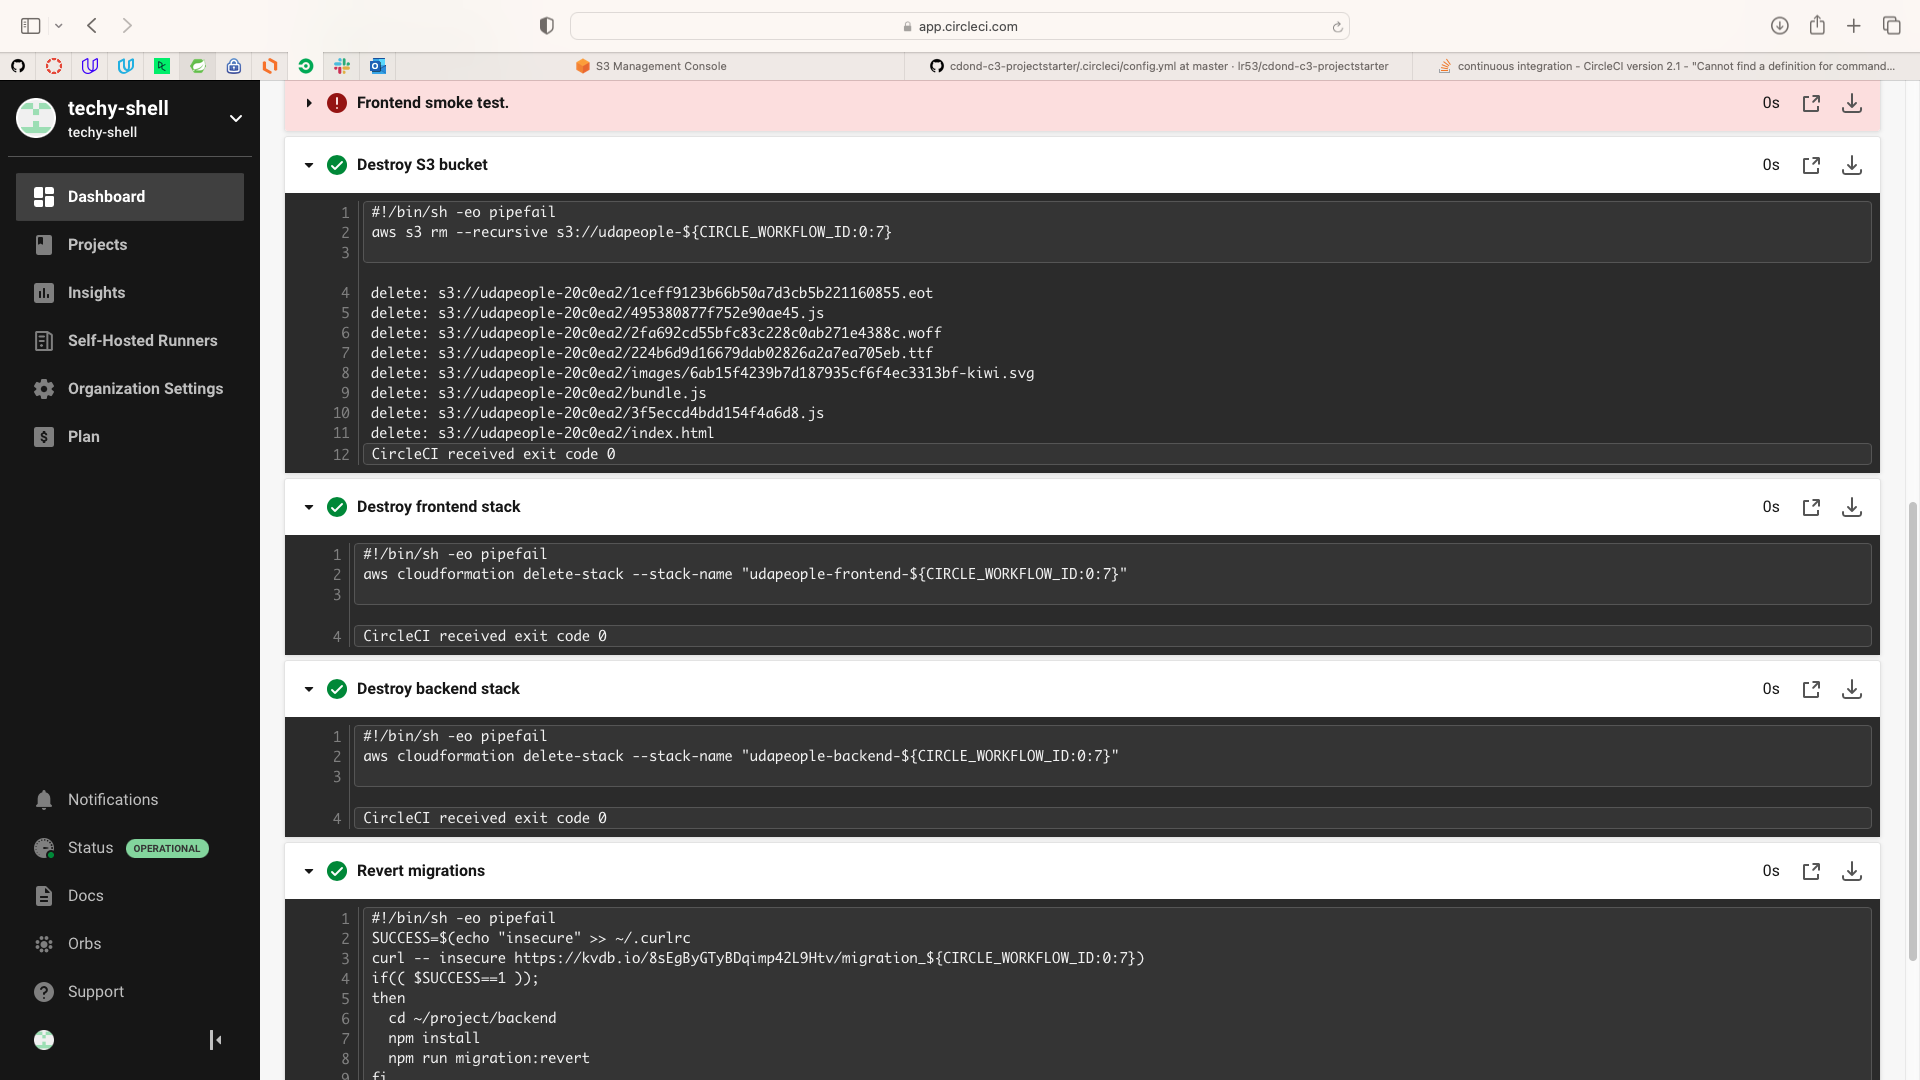 app.circleci.com
S3 Management Console
cdond-c3-projectstarter/.circleci/config.yml at master · lr53/cdond-c3-projectstarter
continuous integration - CircleCI version 2.1 - "Cannot find a definition for command...
techy-shell
techy-shell
Dashboard
Projects
Insights
Self-Hosted Runners
Organization Settings
Plan
Notifications
Status OPERATIONAL
Docs
Orbs
Support
Frontend smoke test. 0s
Destroy S3 bucket 0s
1 #!/bin/sh -eo pipefail
2 aws s3 rm --recursive s3://udapeople-${CIRCLE_WORKFLOW_ID:0:7}
3
4 delete: s3://udapeople-20c0ea2/1ceff9123b66b50a7d3cb5b221160855.eot
5 delete: s3://udapeople-20c0ea2/495380877f752e90ae45.js
6 delete: s3://udapeople-20c0ea2/2fa692cd55bfc83c228c0ab271e4388c.woff
7 delete: s3://udapeople-20c0ea2/224b6d9d16679dab02826a2a7ea705eb.ttf
8 delete: s3://udapeople-20c0ea2/images/6ab15f4239b7d187935cf6f4ec3313bf-kiwi.svg
9 delete: s3://udapeople-20c0ea2/bundle.js
10 delete: s3://udapeople-20c0ea2/3f5eccd4bdd154f4a6d8.js
11 delete: s3://udapeople-20c0ea2/index.html
12 CircleCI received exit code 0
Destroy frontend stack 0s
1 #!/bin/sh -eo pipefail
2 aws cloudformation delete-stack --stack-name "udapeople-frontend-${CIRCLE_WORKFLOW_ID:0:7}"
3
4 CircleCI received exit code 0
Destroy backend stack 0s
1 #!/bin/sh -eo pipefail
2 aws cloudformation delete-stack --stack-name "udapeople-backend-${CIRCLE_WORKFLOW_ID:0:7}"
3
4 CircleCI received exit code 0
Revert migrations 0s
1 #!/bin/sh -eo pipefail
2 SUCCESS=$(echo "insecure" >> ~/.curlrc
3 curl -- insecure https://kvdb.io/8sEgByGTyBDqimp42L9Htv/migration_${CIRCLE_WORKFLOW_ID:0:7})
4 if(( $SUCCESS==1 ));
5 then
6 cd ~/project/backend
7 npm install
8 npm run migration:revert
9 fi